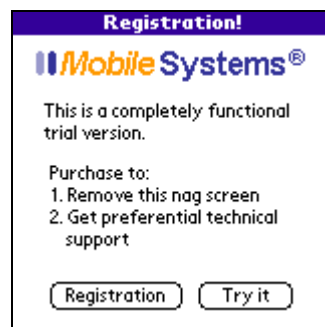 Registration!
Mobile Systems®
This is a completely functional
trial version.
Purchase to:
1. Remove this nag screen
2. Get preferential technical
support
Registration Try it